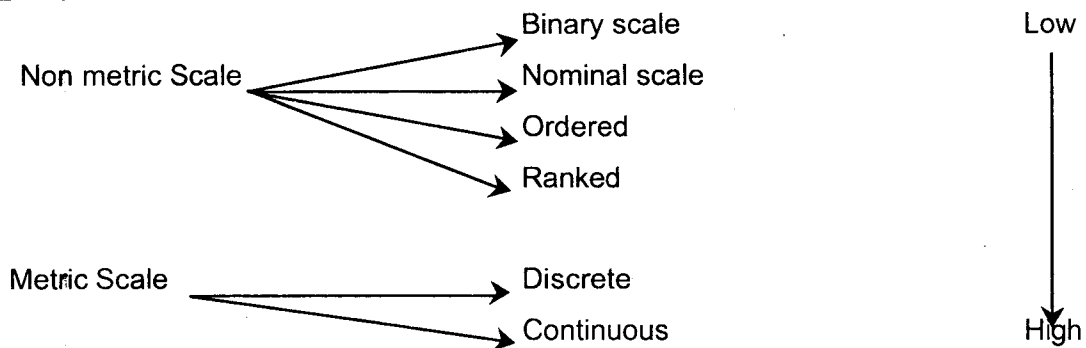 Binary scale Low
Non metric Scale Nominal scale
Ordered
Ranked
Metric Scale Discrete
Continuous High